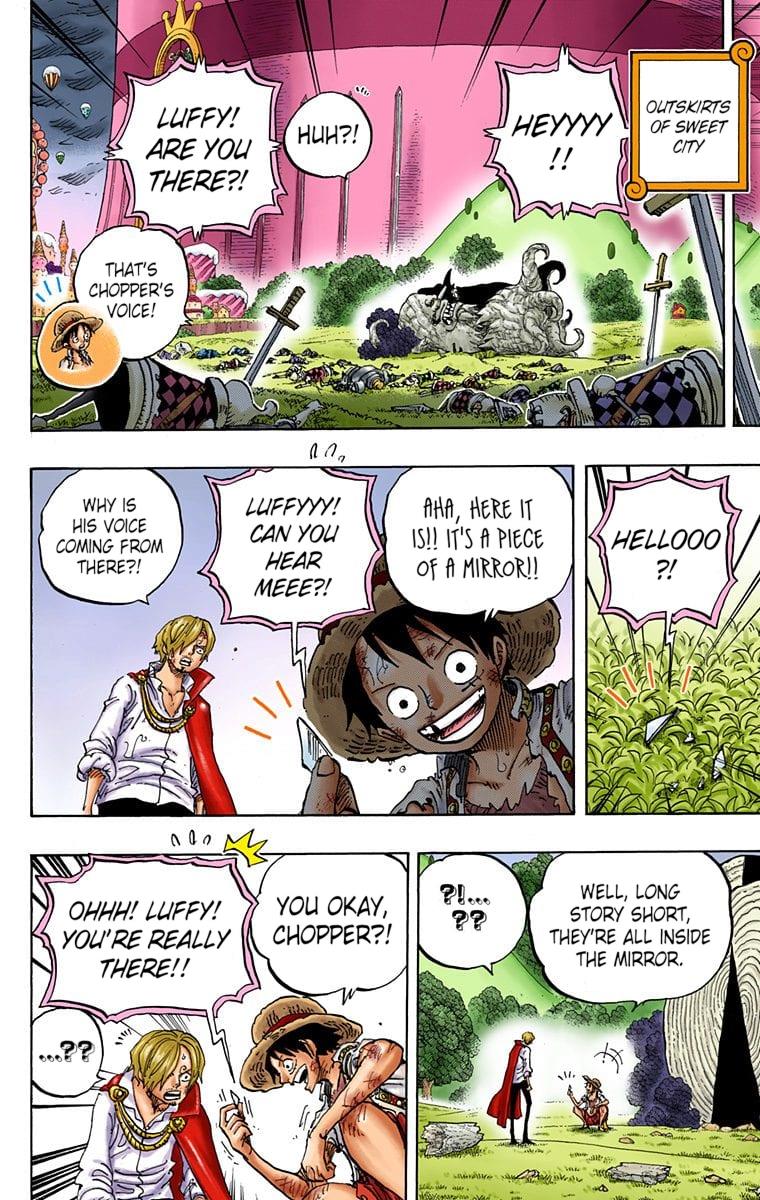 OUTSKIRTS
OF SWEET
CITY
HEYYYY
!!
HUH?!
LUFFY!
ARE YOU
THERE?!
THAT'S
CHOPPER'S
VOICE!
HELLOOO
?!
AHA, HERE IT
IS!! IT'S A PIECE
OF A MIRROR!!
LUFFYYY!
CAN YOU
HEAR
MEEE?!
WHY IS
HIS VOICE
COMING FROM
THERE?!
WELL, LONG
STORY SHORT,
THEY'RE ALL INSIDE
THE MIRROR.
?!...
??
YOU OKAY,
CHOPPER?!
OHHH! LUFFY!
YOU'RE REALLY
THERE!!
...??